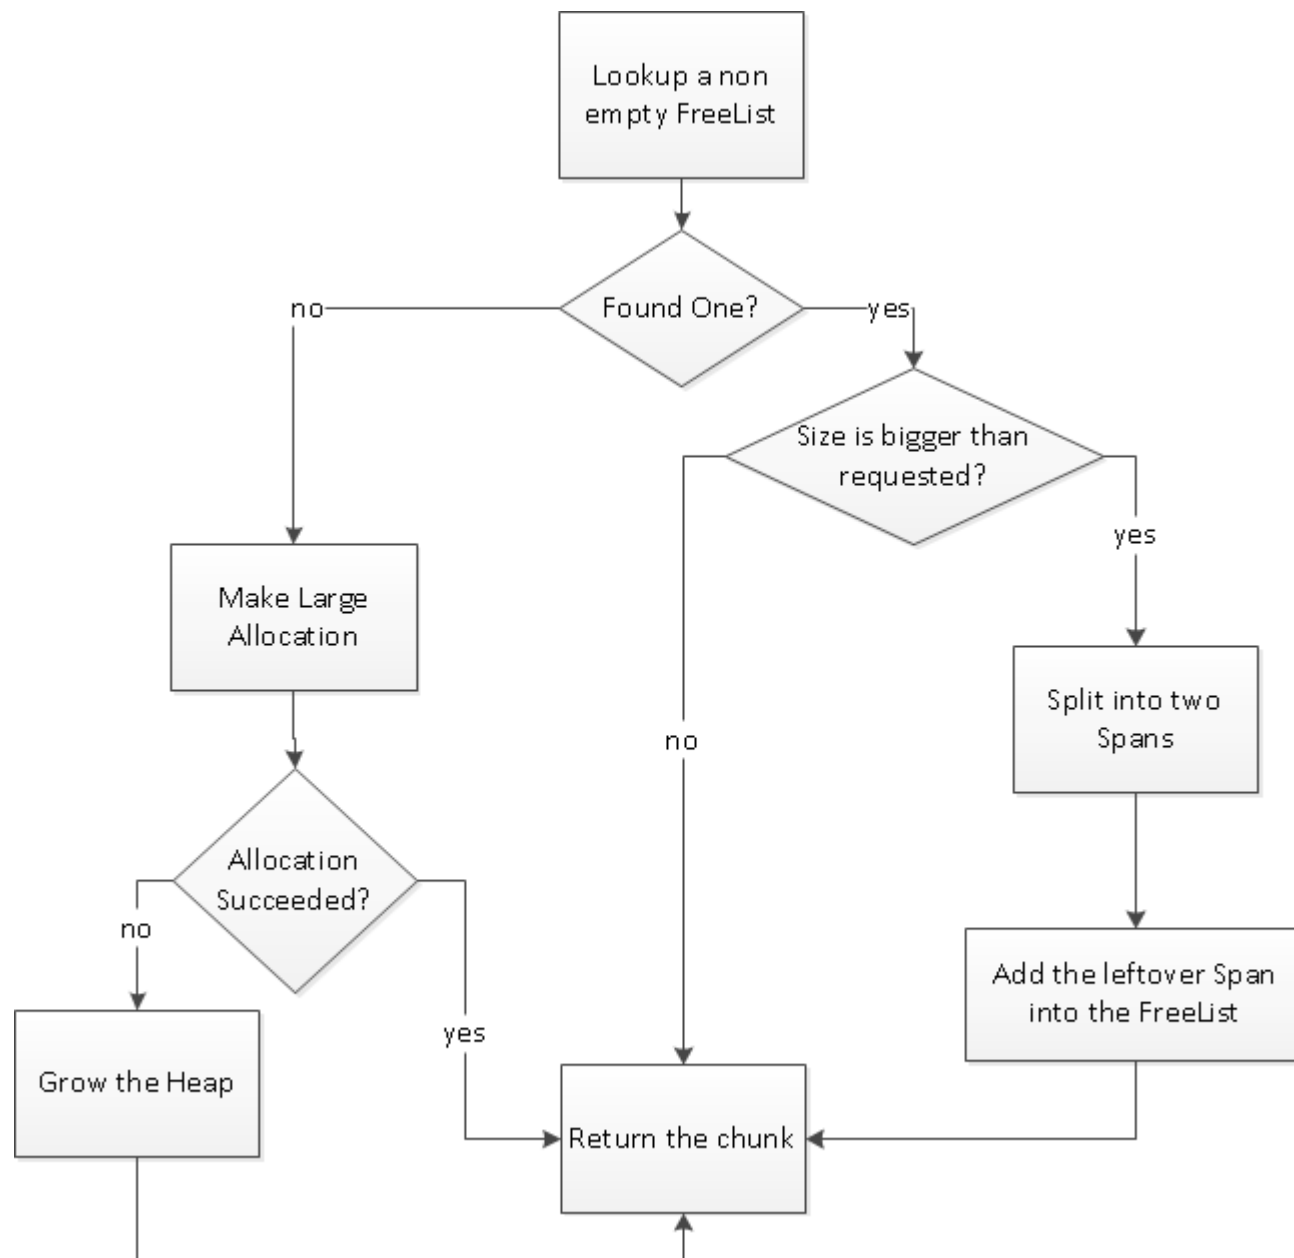 Lookup a non
empty FreeList
Found One?
no
yes
Size is bigger than
requested?
yes
Make Large
Allocation
Split into two
Spans
no
Allocation
Succeeded?
no
yes
Add the leftover Span
into the FreeList
Grow the Heap
Return the chunk